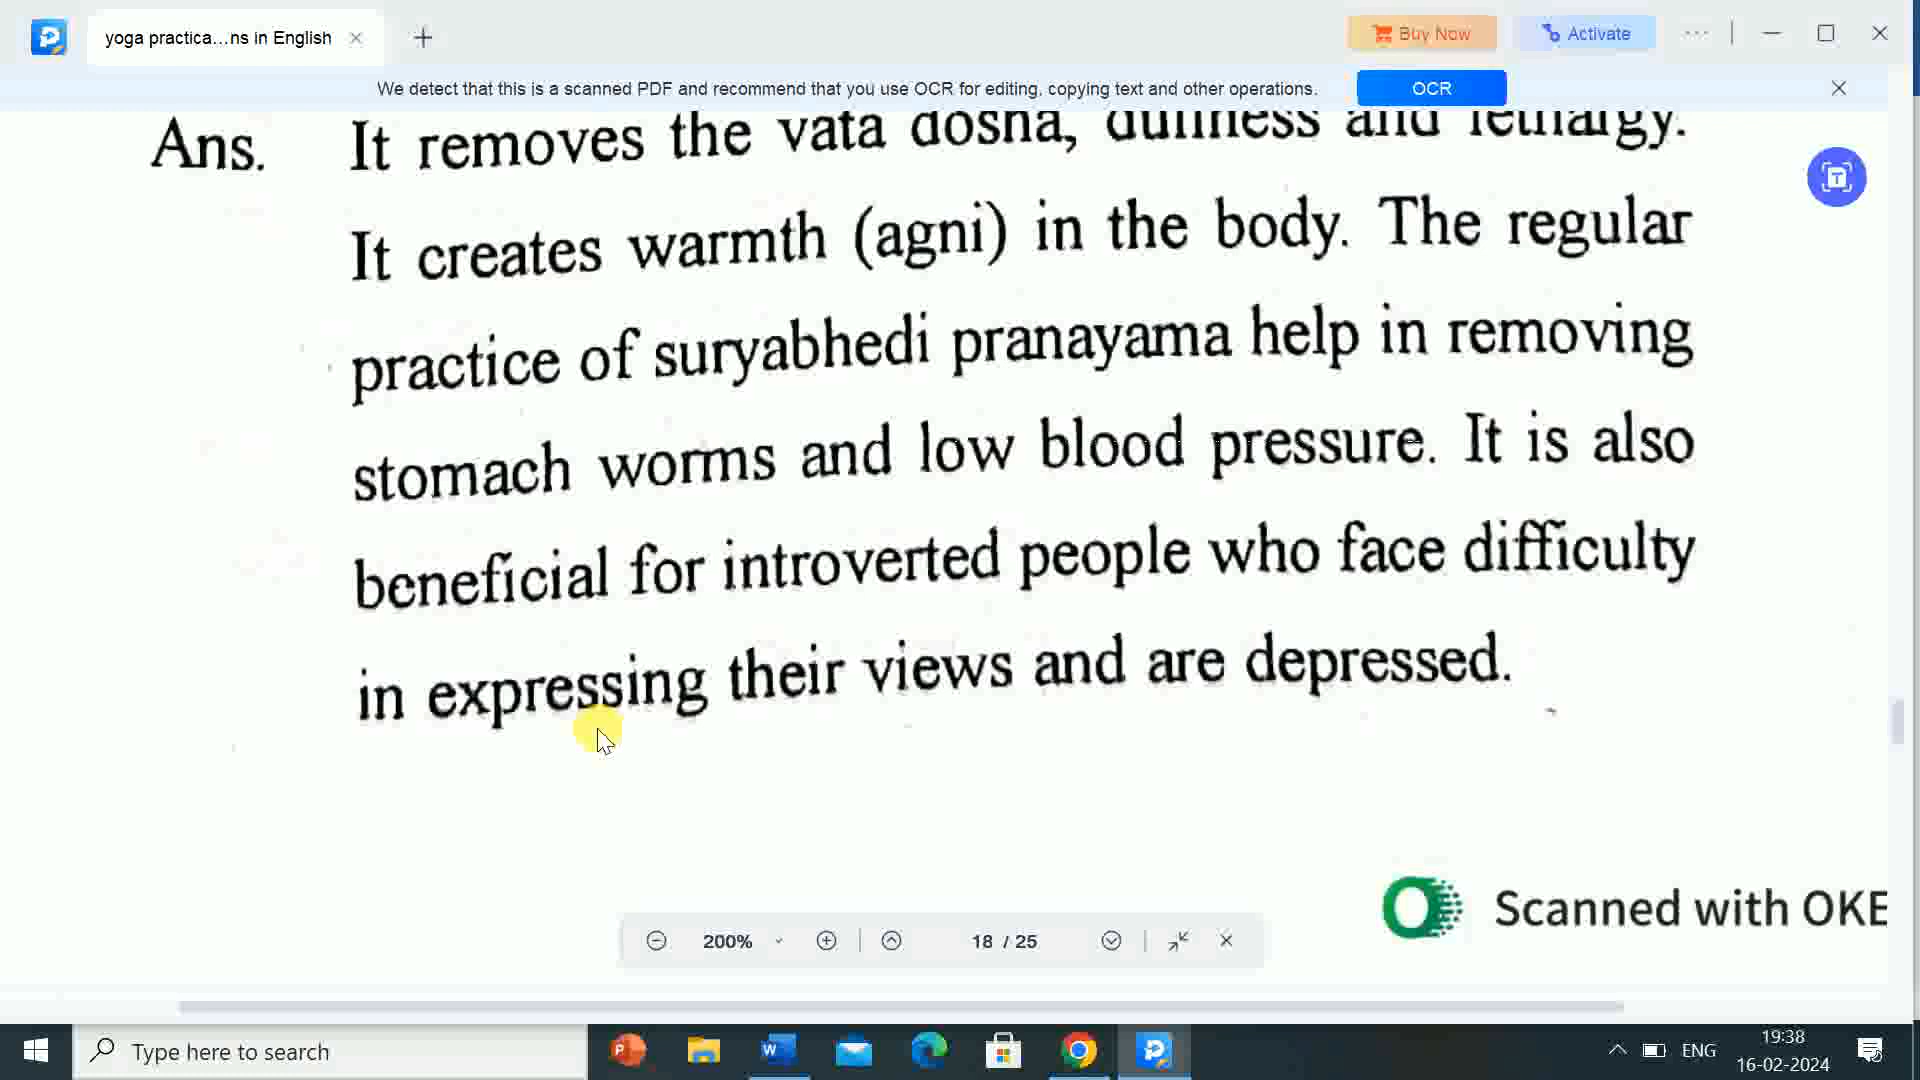 yoga practica...ns in English
Buy Now
Activate
We detect that this is a scanned PDF and recommend that you use OCR for editing, copying text and other operations.
OCR
Ans. It removes the vata dosha, dullness and lethargy.
It creates warmth (agni) in the body. The regular
practice of suryabhedi pranayama help in removing
stomach worms and low blood pressure. It is also
beneficial for introverted people who face difficulty
in expressing their views and are depressed.
Scanned with OKE
200%
18 / 25
Type here to search
ENG
19:38
16-02-2024